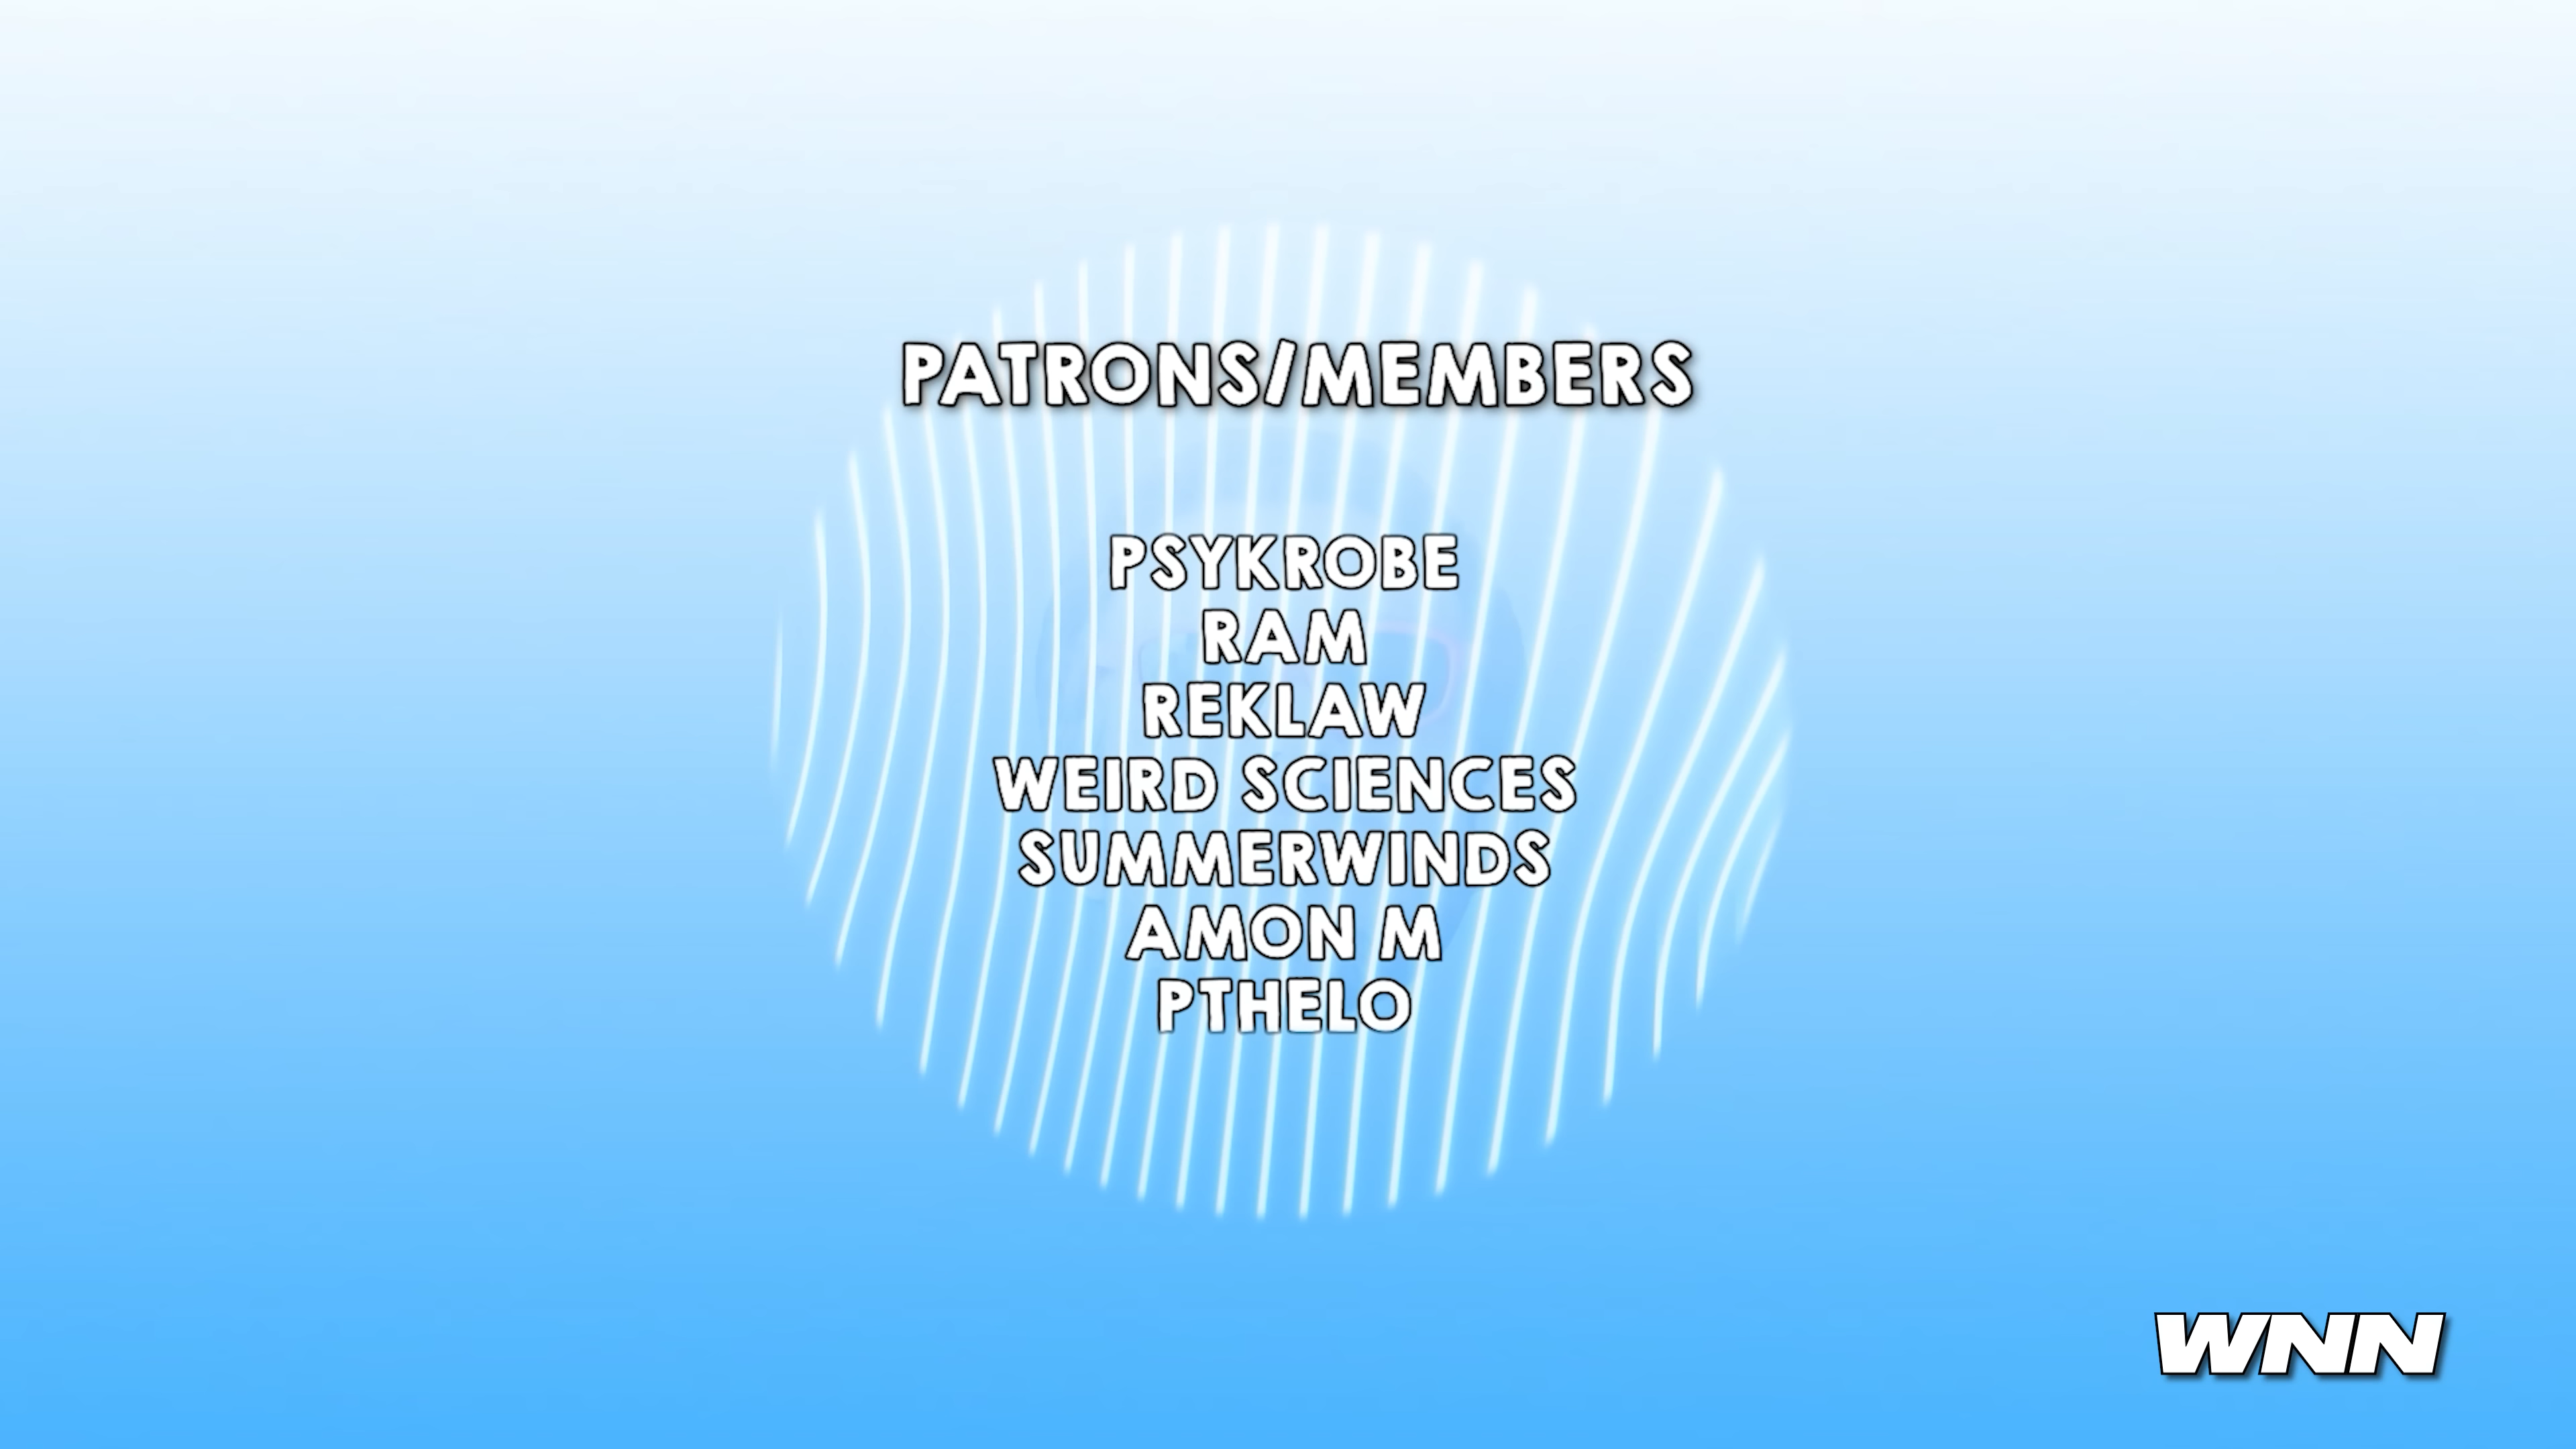 PATRONS/MEMBERS
PSYKROBE
RAM
REKLAW
WEIRD SCIENCES
SUMMERWINDS
AMON M
PTHELO
WNN